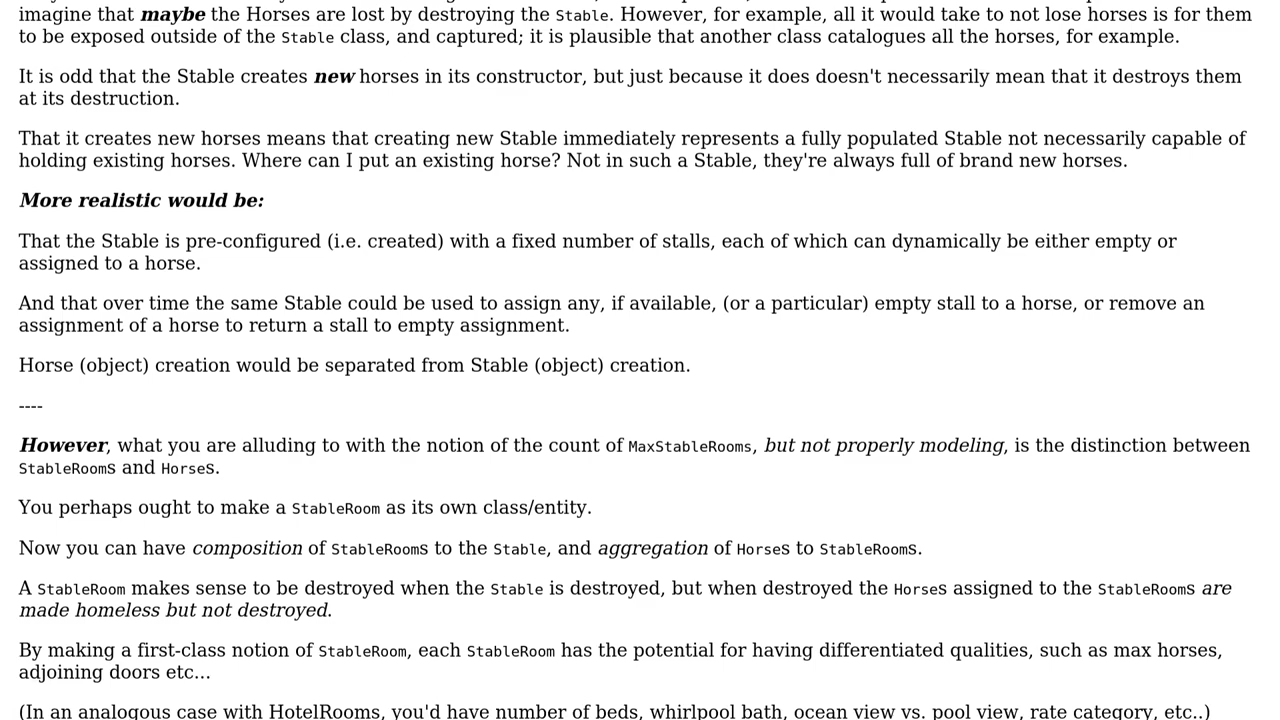 imagine that maybe the Horses are lost by destroying the Stable. However, for example, all it would take to not lose horses is for them
to be exposed outside of the Stable class, and captured; it is plausible that another class catalogues all the horses, for example.
It is odd that the Stable creates new horses in its constructor, but just because it does doesn't necessarily mean that it destroys them
at its destruction.
That it creates new horses means that creating new Stable immediately represents a fully populated Stable not necessarily capable of
holding existing horses. Where can I put an existing horse? Not in such a Stable, they're always full of brand new horses.
More realistic would be:
That the Stable is pre-configured (i.e. created) with a fixed number of stalls, each of which can dynamically be either empty or
assigned to a horse.
And that over time the same Stable could be used to assign any, if available, (or a particular) empty stall to a horse, or remove an
assignment of a horse to return a stall to empty assignment.
Horse (object) creation would be separated from Stable (object) creation.
----
However, what you are alluding to with the notion of the count of MaxStableRooms, but not properly modeling, is the distinction between
StableRooms and Horses.
You perhaps ought to make a StableRoom as its own class/entity.
Now you can have composition of StableRooms to the Stable, and aggregation of Horses to StableRooms.
A StableRoom makes sense to be destroyed when the Stable is destroyed, but when destroyed the Horses assigned to the StableRooms are
made homeless but not destroyed.
By making a first-class notion of StableRoom, each StableRoom has the potential for having differentiated qualities, such as max horses,
adjoining doors etc...
(In an analogous case with HotelRooms, you'd have number of beds, whirlpool bath, ocean view vs. pool view, rate category, etc..)